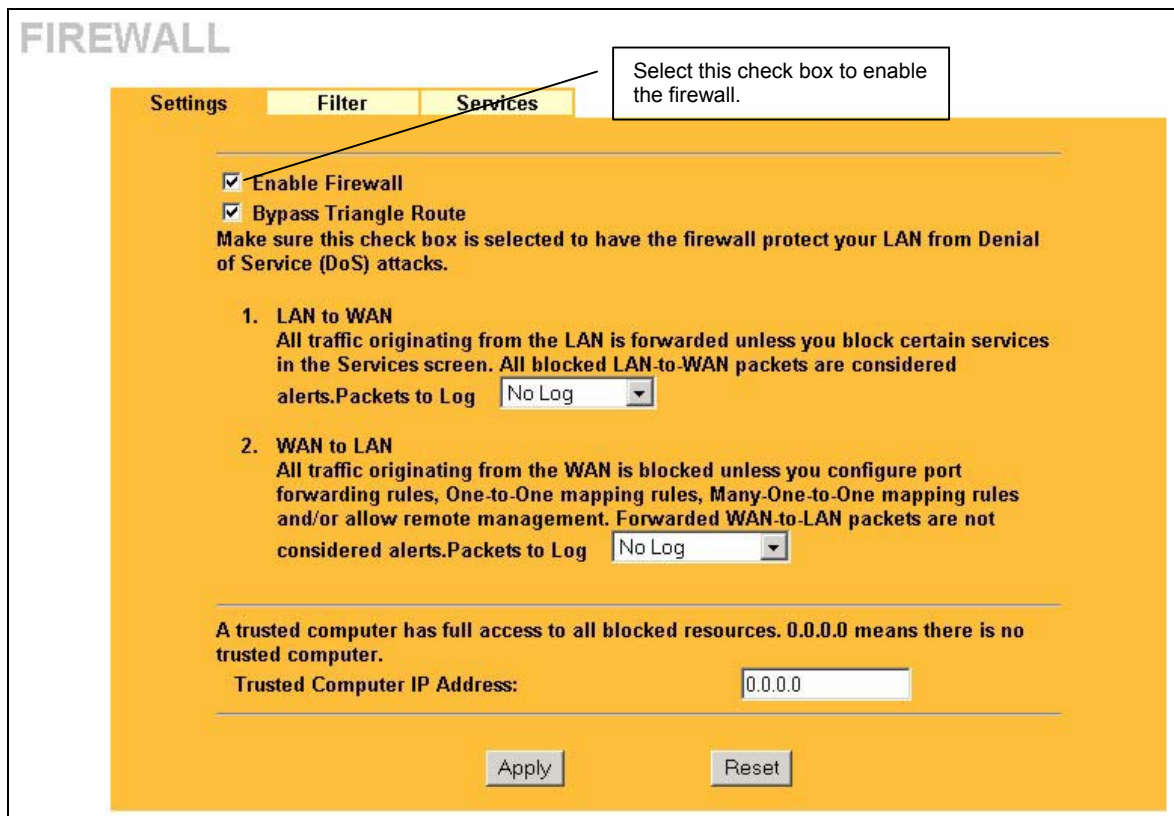 FIREWALL
Select this check box to enable
the firewall.
Settings Filter Services
Enable Firewall
Bypass Triangle Route
Make sure this check box is selected to have the firewall protect your LAN from Denial
of Service (DoS) attacks.
1. LAN to WAN
All traffic originating from the LAN is forwarded unless you block certain services
in the Services screen. All blocked LAN-to-WAN packets are considered
alerts.Packets to Log No Log
2. WAN to LAN
All traffic originating from the WAN is blocked unless you configure port
forwarding rules, One-to-One mapping rules, Many-One-to-One mapping rules
and/or allow remote management. Forwarded WAN-to-LAN packets are not
considered alerts.Packets to Log No Log
A trusted computer has full access to all blocked resources. 0.0.0.0 means there is no
trusted computer.
Trusted Computer IP Address: 0.0.0.0
Apply Reset